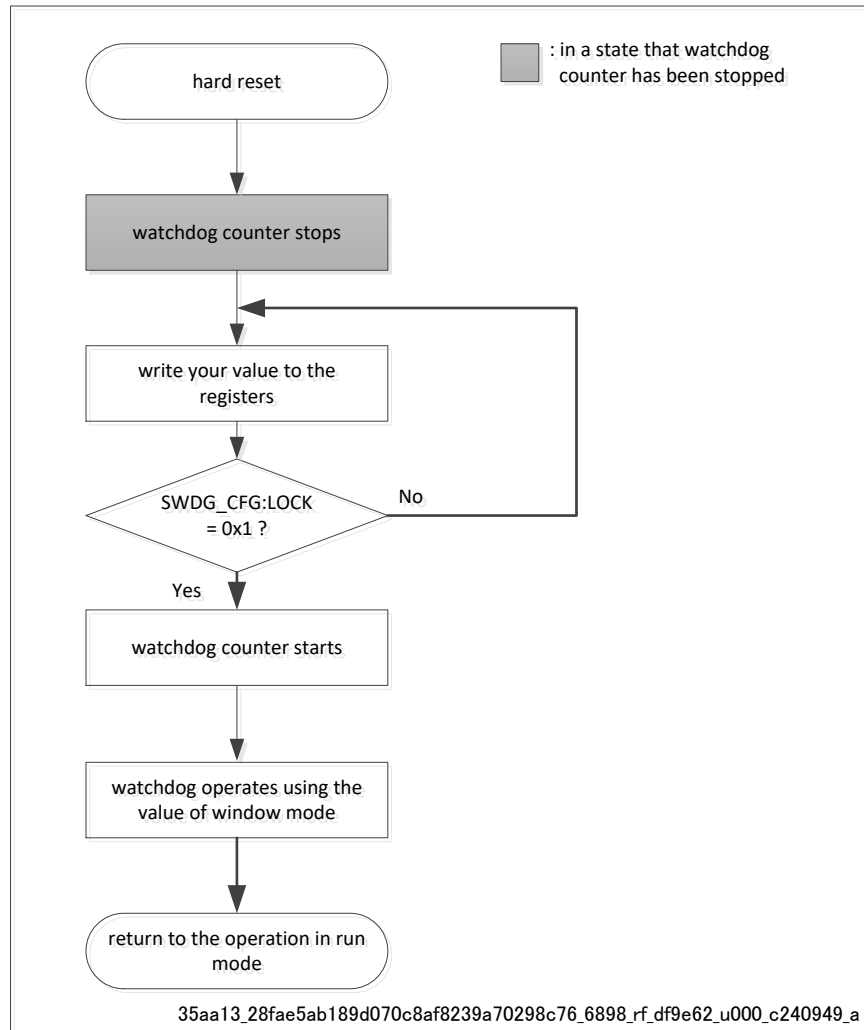 hard reset
: in a state that watchdog
counter has been stopped
watchdog counter stops
write your value to the
registers
SWDG_CFG:LOCK
= 0x1 ?
No
Yes
watchdog counter starts
watchdog operates using the
value of window mode
return to the operation in run
mode
35aa13_28fae5ab189d070c8af8239a70298c76_6898_rf_df9e62_u000_c240949_a